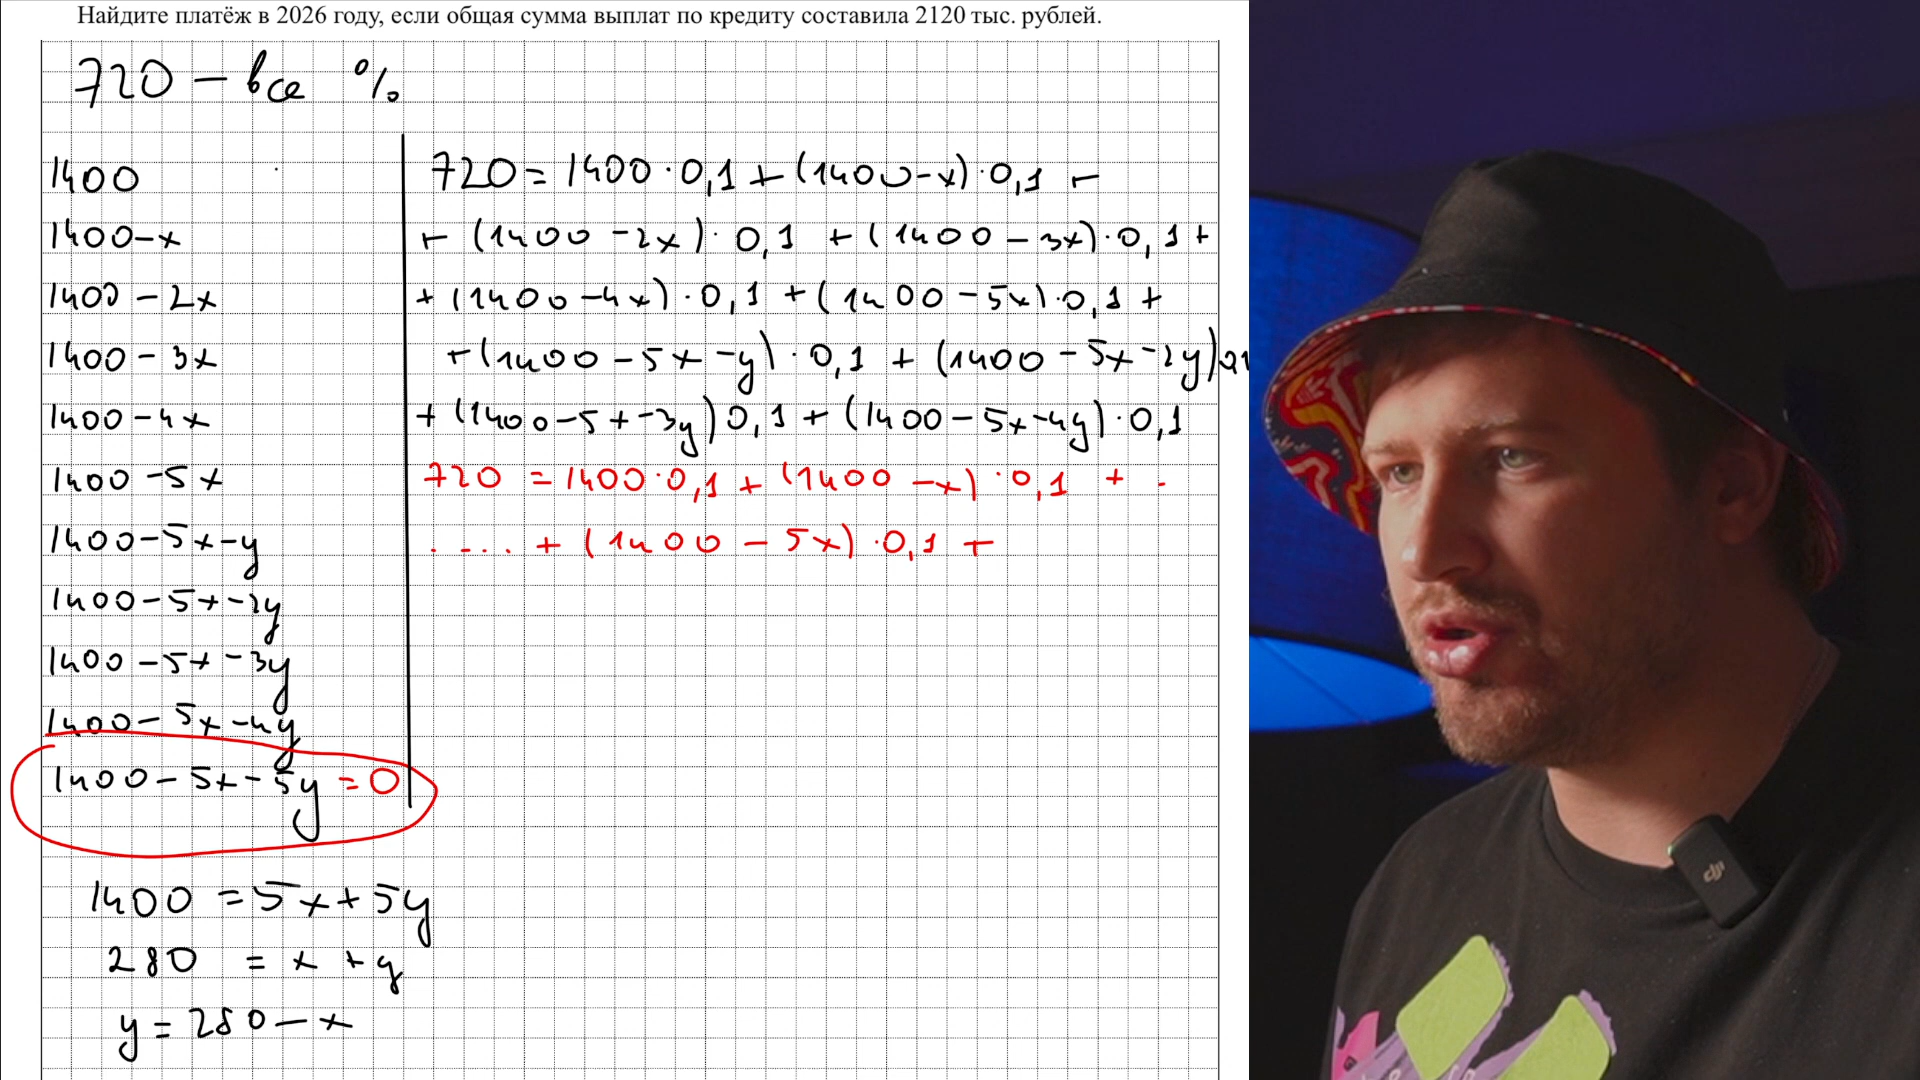 Найдите платёж в 2026 году, если общая сумма выплат по кредиту составила 2120 тыс. рублей.
720 – все %
1400
1400-x
1400-2x
1400-3x
1400-4x
1400-5x
1400-5x-y
1400-5x-2y
1400-5x-3y
1400-5x-4y
1400-5x-5y = 0
1400 = 5x+5y
280 = x+y
y = 280-x
720 = 1400·0,1 + (1400-x)·0,1 +
+ (1400-2x)·0,1 + (1400-3x)·0,1 +
+ (1400-4x)·0,1 + (1400-5x)·0,1 +
+ (1400-5x-y)·0,1 + (1400-5x-2y)
+ (1400-5x-3y)0,1 + (1400-5x-4y)·0,1
720 = 1400·0,1 + (1400-x)·0,1 + .
.... + (1400-5x)·0,1 +
dji